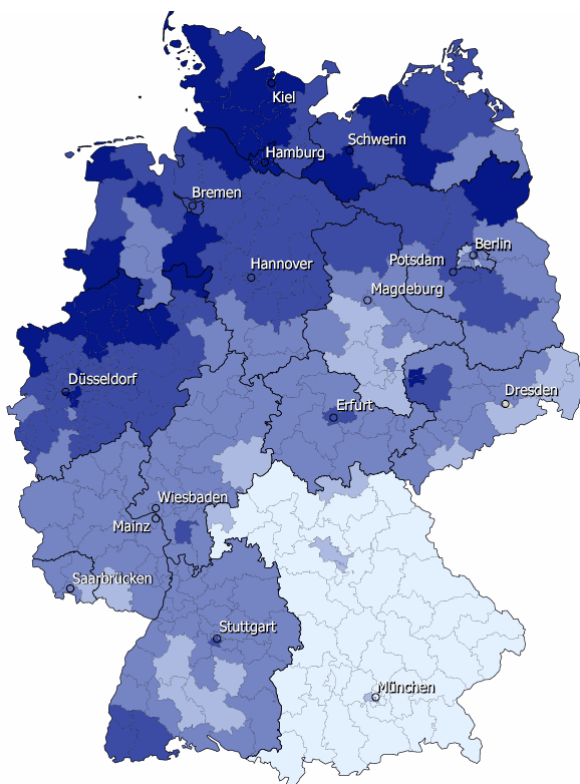 Kiel
Schwerin
Hamburg
Bremen
Berlin
Hannover
Potsdam
Magdeburg
Düsseldorf
Dresden
Erfurt
Wiesbaden
Mainz
Saarbrücken
Stuttgart
München